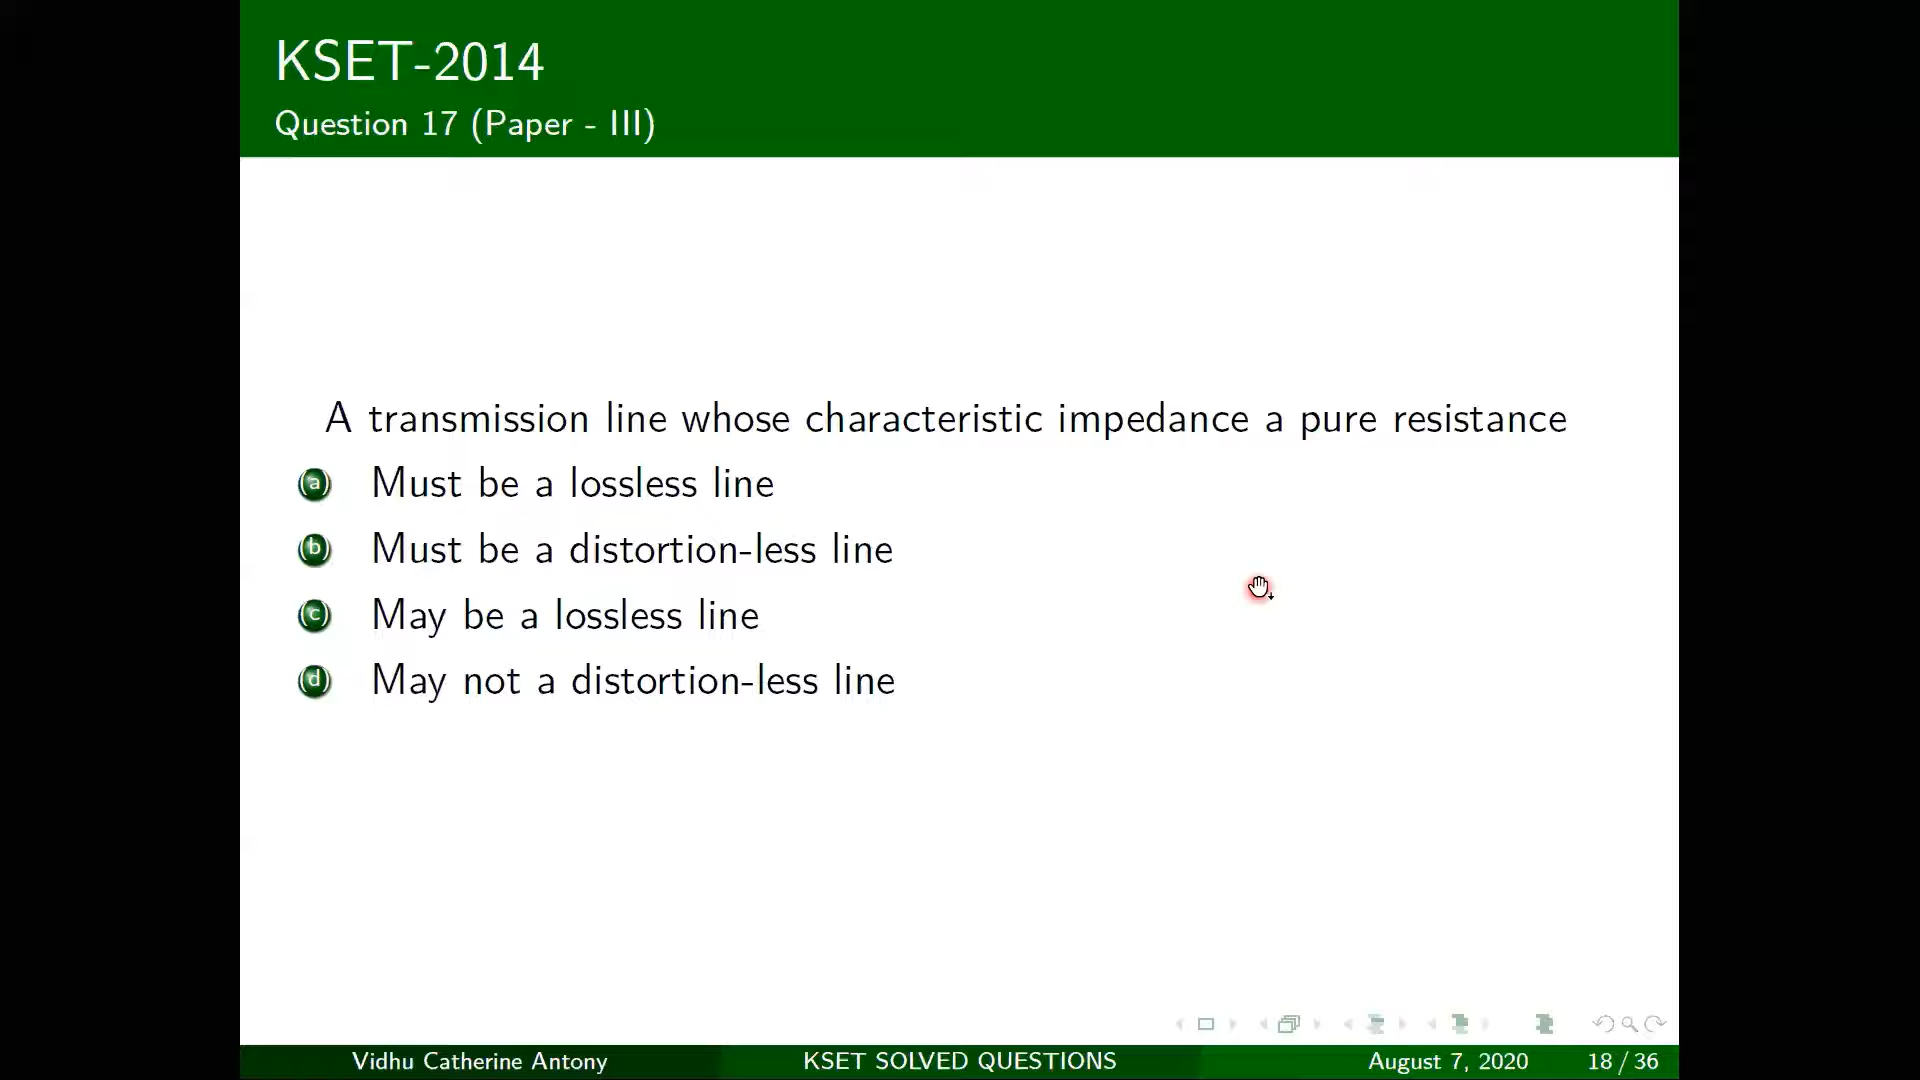 KSET-2014
Question 17 (Paper - III)
A transmission line whose characteristic impedance a pure resistance
(a) Must be a lossless line
(b) Must be a distortion-less line
(c) May be a lossless line
(d) May not a distortion-less line
Vidhu Catherine Antony KSET SOLVED QUESTIONS August 7, 2020 18 / 36